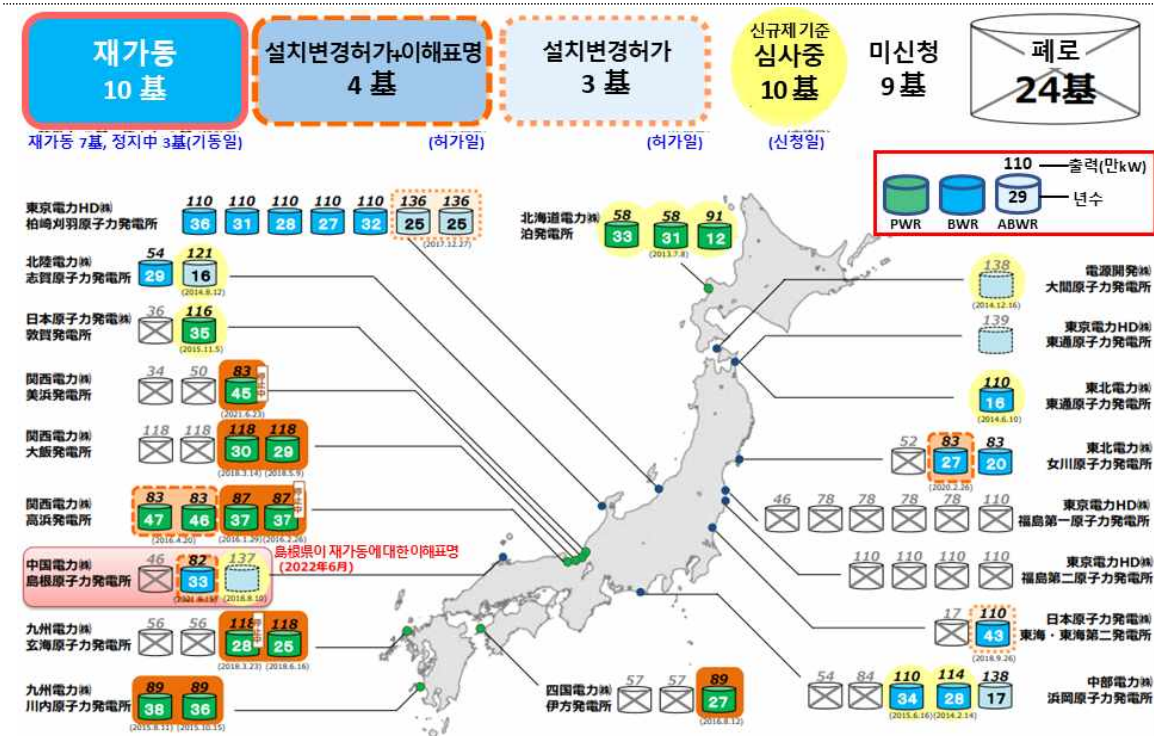 재가동
10 基
설치변경허가+이해표명
4 基
설치변경허가
3 基
신규제 기준
심사중
10 基
미신청
9 基
폐로
24基
재가동 7基, 정지中 3基(기동일)
(허가일)
(허가일)
(신청일)
110 출력(만kW)
29 년수
PWR BWR ABWR
東京電力HD㈱
柏崎刈羽原子力発電所
110 110 110 110 110 136 136
36 31 28 27 32 25 25
(2017.12.27)
北陸電力㈱
志賀原子力発電所
54 121
29 16
(2014.8.12)
日本原子力発電㈱
敦賀発電所
36 116
35
(2015.11.5)
関西電力㈱
美浜発電所
34 50 83
45
停止中
(2021.6.23)
関西電力㈱
大飯発電所
118 118 118 118
30 29
(2018.3.14) (2018.5.9)
関西電力㈱
高浜発電所
83 83 87 87
47 46 37 37
停止中
(2016.4.20) (2016.1.29) (2016.2.26)
島根県이 재가동에 대한 이해표명
(2022년6月)
中国電力㈱
島根原子力発電所
46 82 137
33
(2021.9.15) (2018.8.10)
九州電力㈱
玄海原子力発電所
56 56 118 118
28 25
停止中
(2018.3.23) (2018.6.16)
九州電力㈱
川内原子力発電所
89 89
38 36
(2015.8.11) (2015.10.15)
四国電力㈱
伊方発電所
57 57 89
27
(2016.8.12)
北海道電力㈱
泊発電所
58 58 91
33 31 12
(2013.7.8)
138
電源開発㈱
大間原子力発電所
(2014.12.16)
139
東京電力HD㈱
東通原子力発電所
110
16
東北電力㈱
東通原子力発電所
(2014.6.10)
52 83 83
27 20
東北電力㈱
女川原子力発電所
(2020.2.26)
46 78 78 78 78 110
東京電力HD㈱
福島第一原子力発電所
110 110 110 110
東京電力HD㈱
福島第二原子力発電所
17 110
43
日本原子力発電㈱
東海・東海第二発電所
(2018.9.26)
54 84 110 114 138
34 28 17
中部電力㈱
浜岡原子力発電所
(2015.6.16) (2014.2.14)